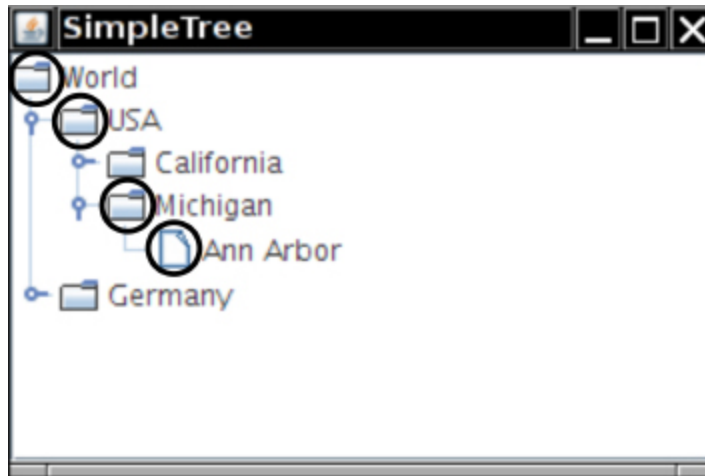 SimpleTree
World
USA
California
Michigan
Ann Arbor
Germany